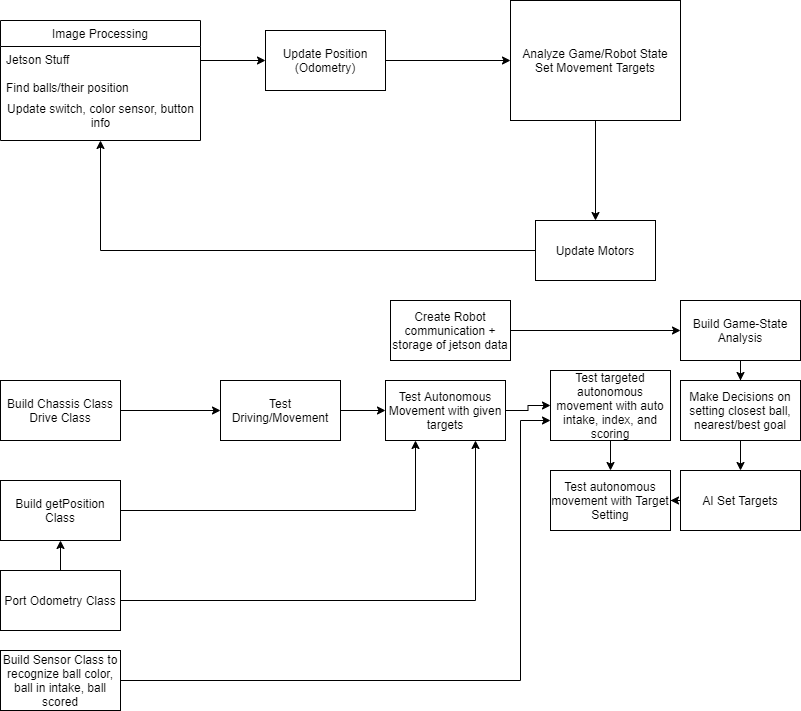 Image Processing
Jetson Stuff
Find balls/their position
Update switch, color sensor, button
info
Update Position
(Odometry)
Analyze Game/Robot State
Set Movement Targets
Update Motors
Create Robot
communication +
storage of jetson data
Build Game-State
Analysis
Build Chassis Class
Drive Class
Test
Driving/Movement
Test Autonomous
Movement with given
targets
Test targeted
autonomous
movement with auto
intake, index, and
scoring
Make Decisions on
setting closest ball,
nearest/best goal
Build getPosition
Class
Test autonomous
movement with Target
Setting
AI Set Targets
Port Odometry Class
Build Sensor Class to
recognize ball color,
ball in intake, ball
scored